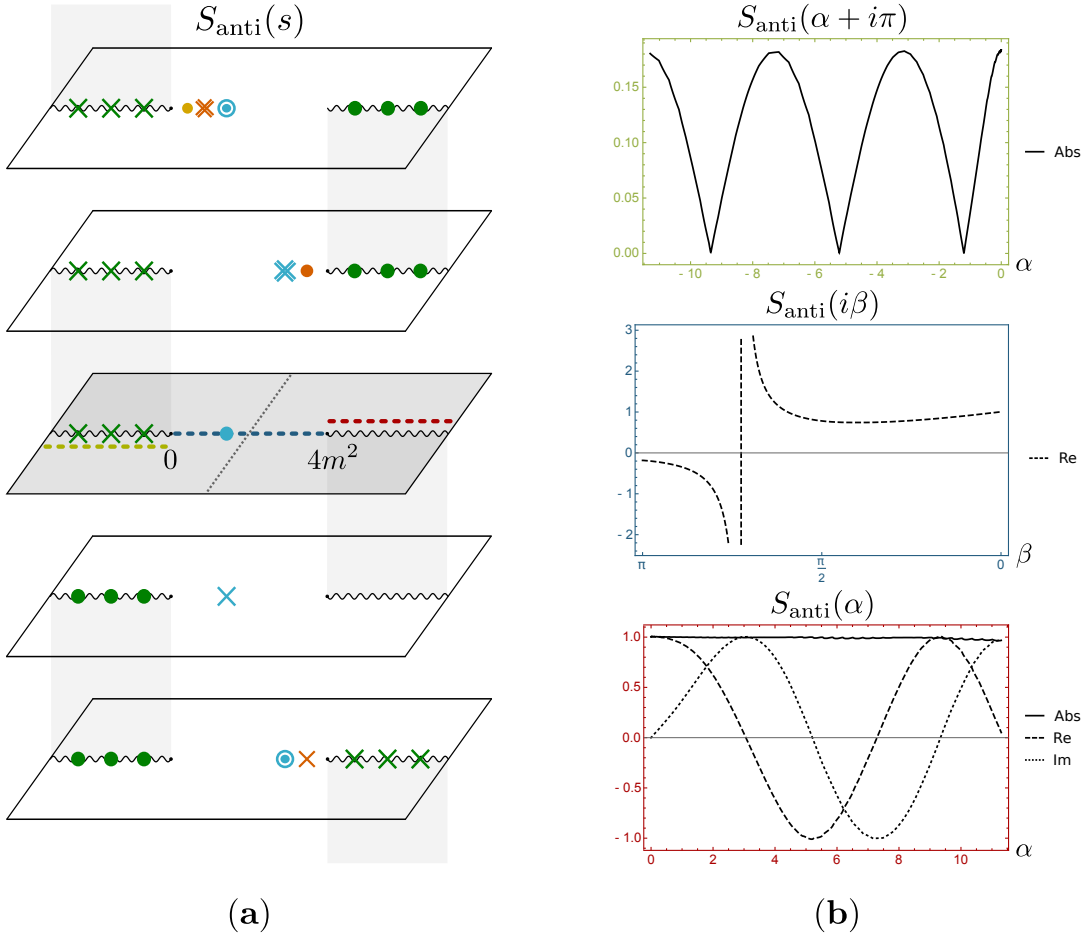 S_anti(s)
0
4m²
(a)
S_anti(α + iπ)
0.15
0.10
0.05
0.00
- 10
- 8
- 6
- 4
- 2
0
α
Abs
S_anti(iβ)
3
2
1
0
- 1
- 2
π
π/2
0
β
Re
S_anti(α)
1.0
0.5
0.0
- 0.5
- 1.0
0
2
4
6
8
10
α
Abs
Re
Im
(b)